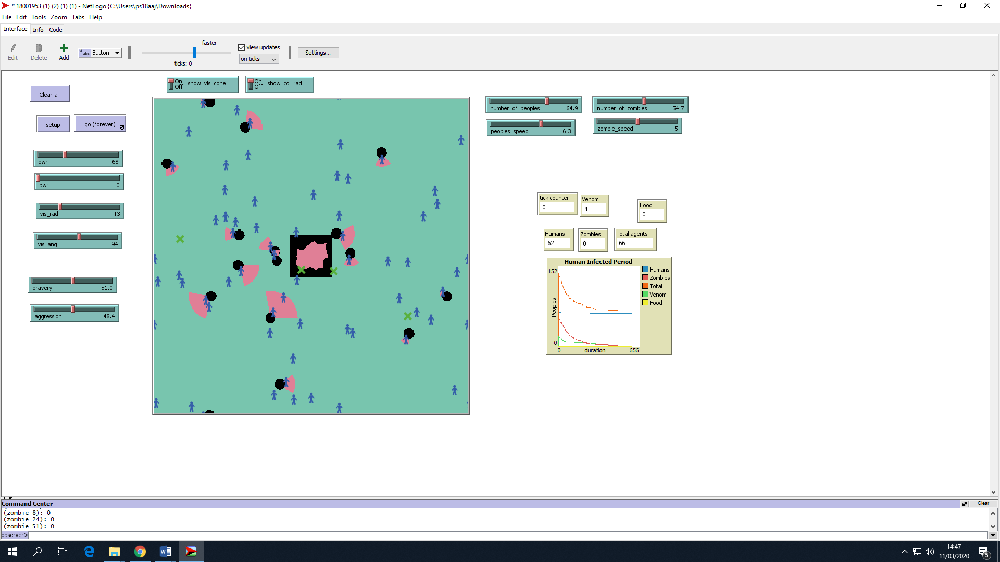 * 18001953 (1) (2) (1) (1) - NetLogo {C:\Users\ps18aaj\Downloads}
File Edit Tools Zoom Tabs Help
Interface Info Code
Edit Delete Add abc Button
faster
ticks: 0
view updates
on ticks
Settings...
On Off show_vis_cone
On Off show_col_rad
Clear-all
setup go (forever)
pwr 68
bwr 0
vis_rad 13
vis_ang 94
bravery 51.0
aggression 48.4
number_of_peoples 64.9
number_of_zombies 54.7
peoples_speed 6.3
zombie_speed 5
tick counter
0
Venom
4
Food
0
Humans
62
Zombies
0
Total agents
66
Human Infected Period
152
Peoples
0
0 duration 656
Humans
Zombies
Total
Venom
Food
Command Center
Clear
(zombie 8): 0
(zombie 24): 0
(zombie 51): 0
observer>
14:47
11/03/2020
5